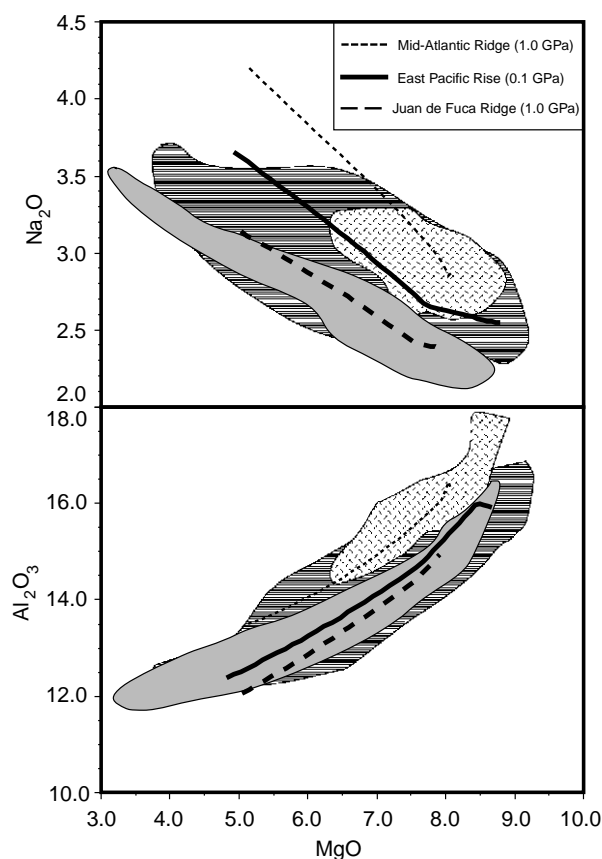 4.5
4.0
3.5
3.0
2.5
2.0
Na₂O
Mid-Atlantic Ridge (1.0 GPa)
East Pacific Rise (0.1 GPa)
Juan de Fuca Ridge (1.0 GPa)
18.0
16.0
14.0
12.0
10.0
Al₂O₃
3.0 4.0 5.0 6.0 7.0 8.0 9.0 10.0
MgO